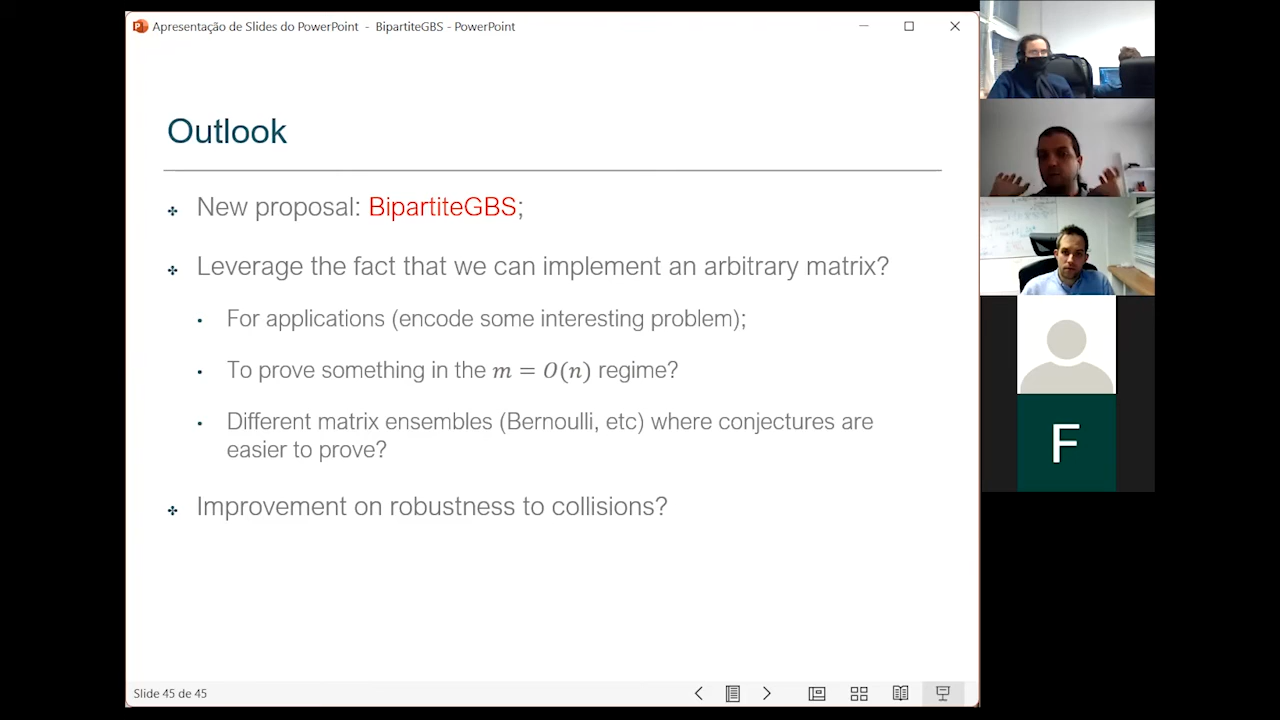 Apresentação de Slides do PowerPoint - BipartiteGBS - PowerPoint
Outlook
New proposal: BipartiteGBS;
Leverage the fact that we can implement an arbitrary matrix?
For applications (encode some interesting problem);
To prove something in the m = O(n) regime?
Different matrix ensembles (Bernoulli, etc) where conjectures are
easier to prove?
Improvement on robustness to collisions?
Slide 45 de 45
F